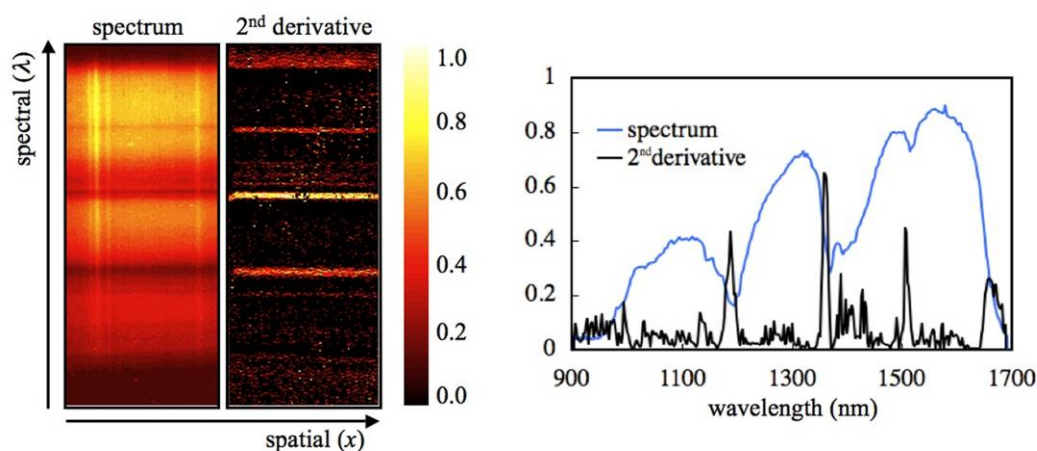 spectrum
2nd derivative
spectral (λ)
1.0
0.8
0.6
0.4
0.2
0.0
spatial (x)
1
0.8
0.6
0.4
0.2
0
spectrum
2nd derivative
900
1100
1300
1500
1700
wavelength (nm)